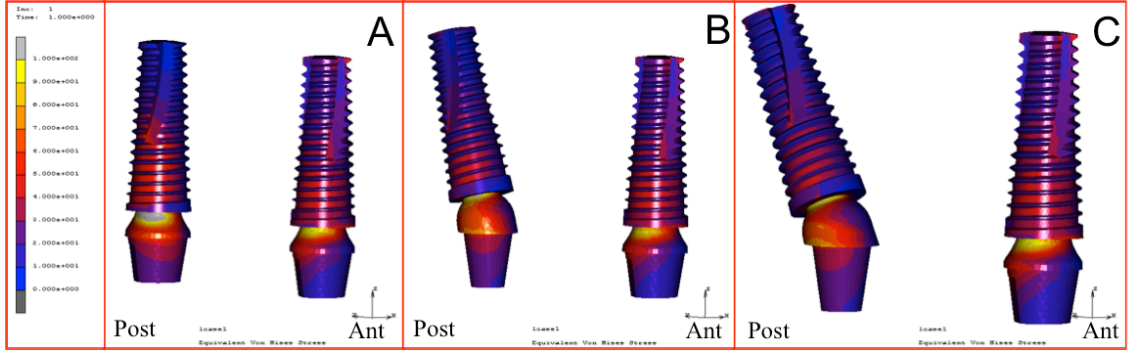 Inc: 1
Time: 1.000e+000
1.000e+002
9.000e+001
8.000e+001
7.000e+001
6.000e+001
5.000e+001
4.000e+001
3.000e+001
2.000e+001
1.000e+001
0.000e+000
A
Post
lcase1
Equivalent Von Mises Stress
Ant
B
Post
lcase1
Equivalent Von Mises Stress
Ant
C
Post
lcase1
Equivalent Von Mises Stress
Ant